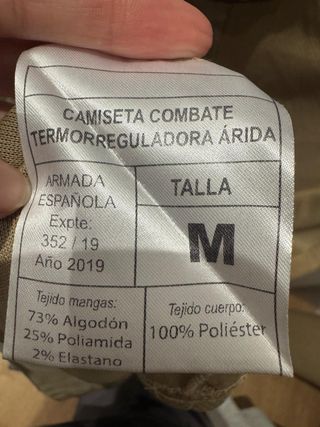 CAMISETA COMBATE
TERMORREGULADORA ÁRIDA
ARMADA
ESPAÑOLA
Expte:
352 / 19
Año 2019
TALLA
M
Tejido mangas:
73% Algodón
25% Poliamida
2% Elastano
Tejido cuerpo:
100% Poliéster